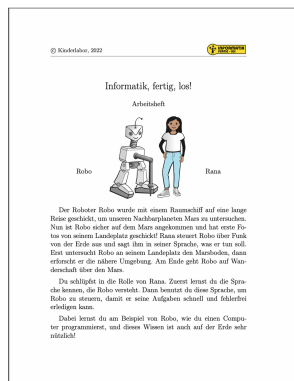 © Kinderlabor, 2022
Informatik, fertig, los!
Arbeitsheft
Robo
Rana
Der Roboter Robo wurde mit einem Raumschiff auf eine lange
Reise geschickt, um unseren Nachbarplaneten Mars zu untersuchen.
Nun ist Robo sicher auf dem Mars angekommen und hat erste Fo-
tos von seinem Landeplatz geschickt! Rana steuert Robo über Funk
von der Erde aus und sagt ihm in seiner Sprache, was er tun soll.
Erst untersucht Robo an seinem Landeplatz den Marsboden, dann
erforscht er die nähere Umgebung. Am Ende geht Robo auf Wan-
derschaft über den Mars.
Du schlüpfst in die Rolle von Rana. Zuerst lernst du die Spra-
che kennen, die Robo versteht. Dann benutzt du diese Sprache, um
Robo zu steuern, damit er seine Aufgaben schnell und fehlerfrei
erledigen kann.
Dabei lernst du am Beispiel von Robo, wie du einen Compu-
ter programmierst, und dieses Wissen ist auch auf der Erde sehr
nützlich!